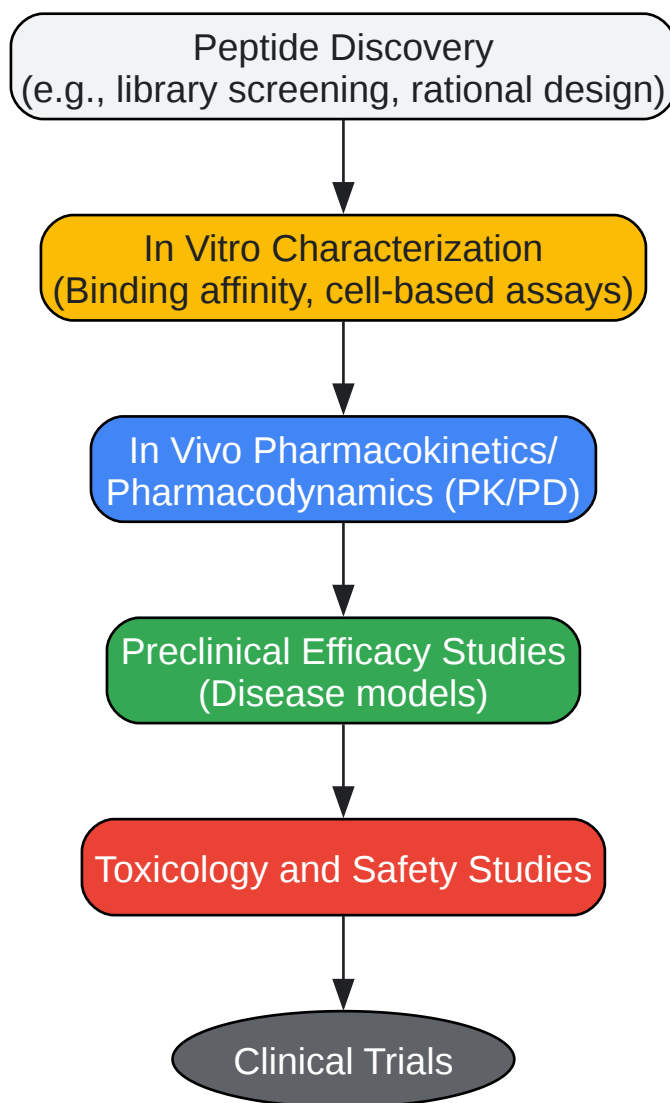 Peptide Discovery
(e.g., library screening, rational design)
In Vitro Characterization
(Binding affinity, cell-based assays)
In Vivo Pharmacokinetics/
Pharmacodynamics (PK/PD)
Preclinical Efficacy Studies
(Disease models)
Toxicology and Safety Studies
Clinical Trials